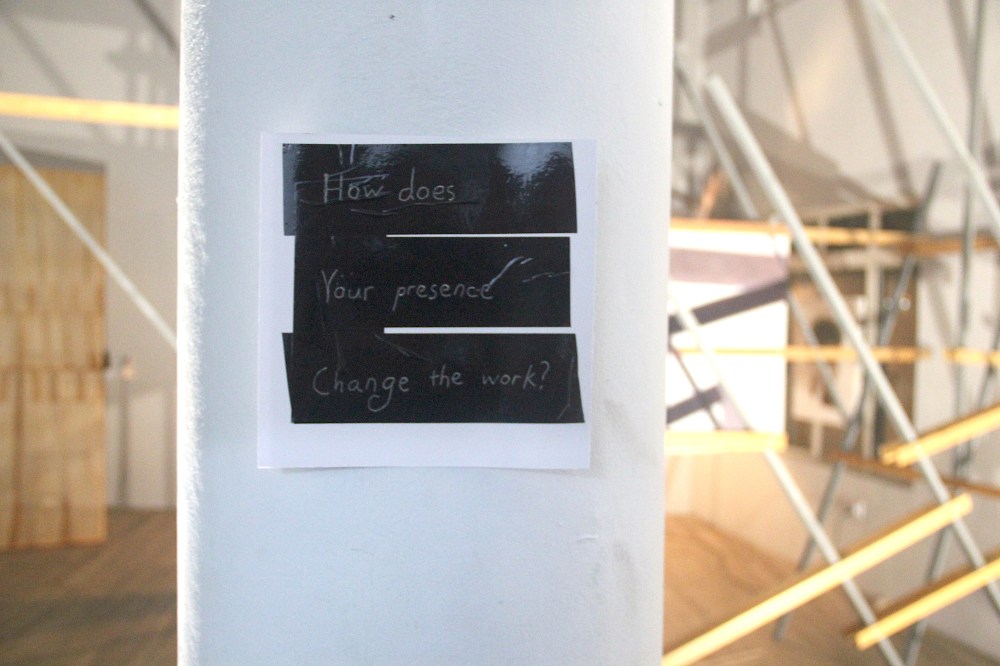 How does
Your presence
Change the work?